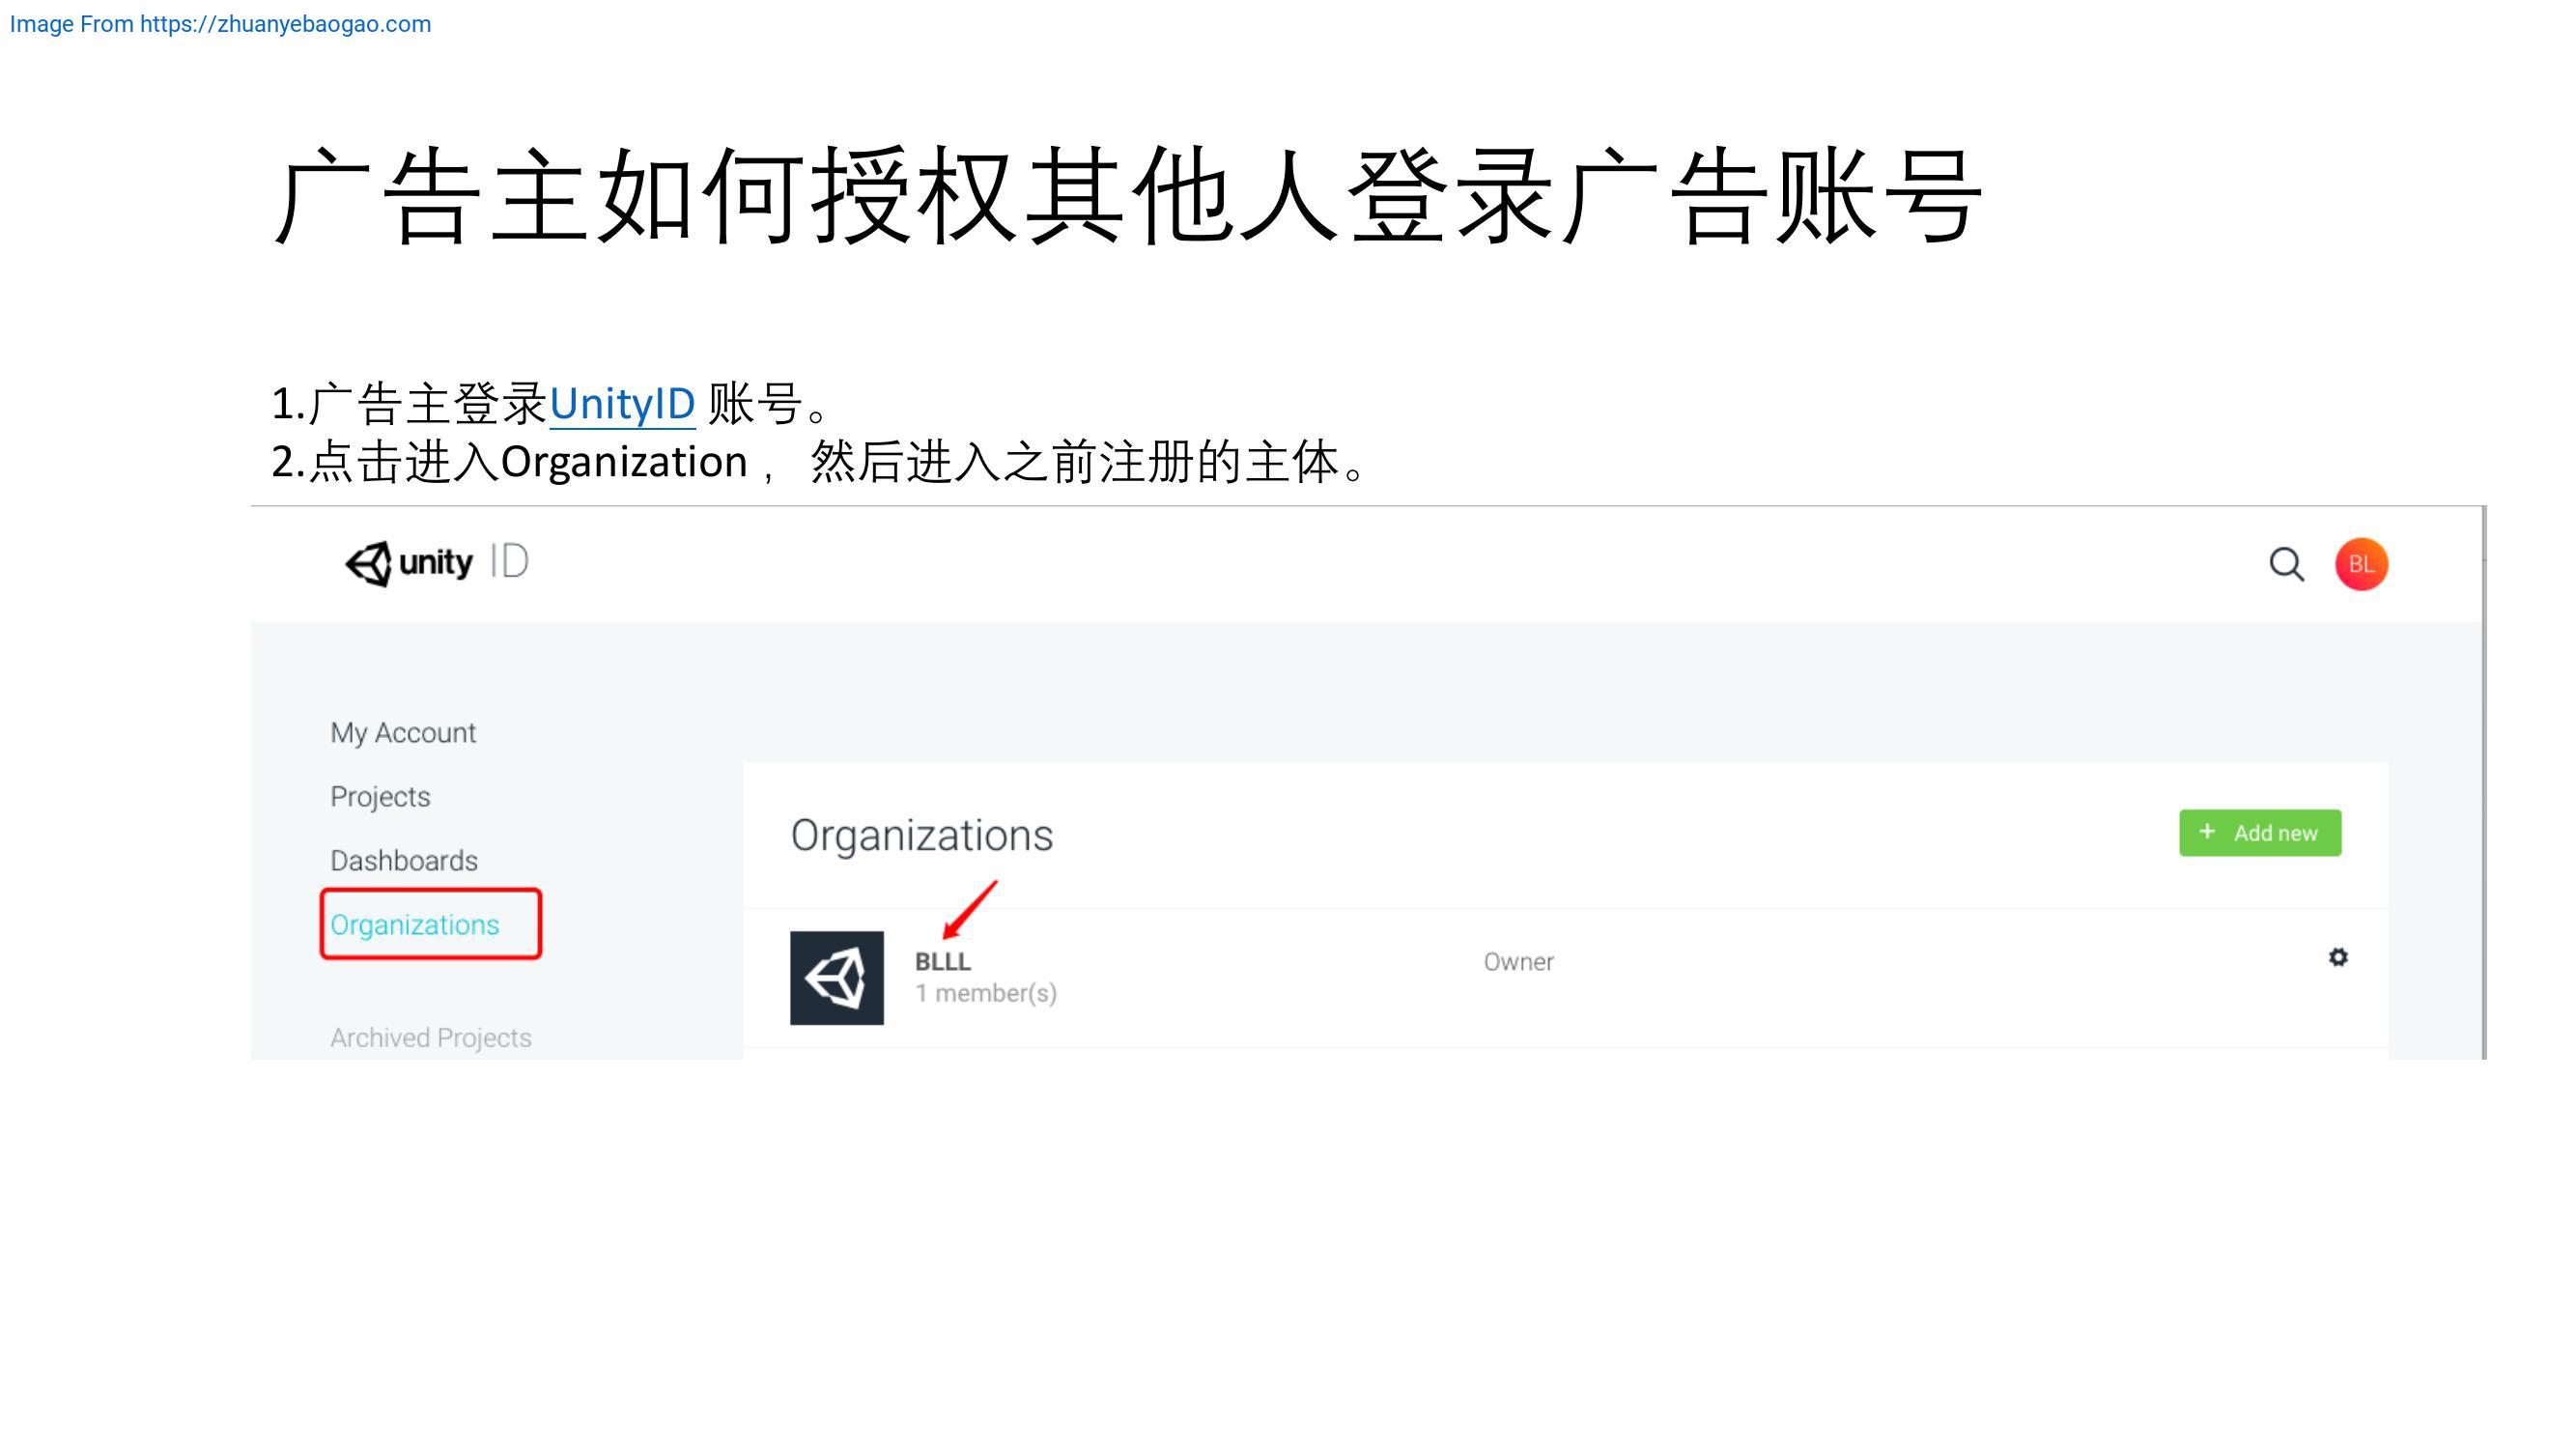 Image From https://zhuanyebaogao.com
广告主如何授权其他人登录广告账号
1.广告主登录UnityID 账号。
2.点击进入Organization， 然后进入之前注册的主体。
unity ID
BL
My Account
Projects
Dashboards
Organizations
Archived Projects
Organizations
+ Add new
BLLL
Owner
1 member(s)